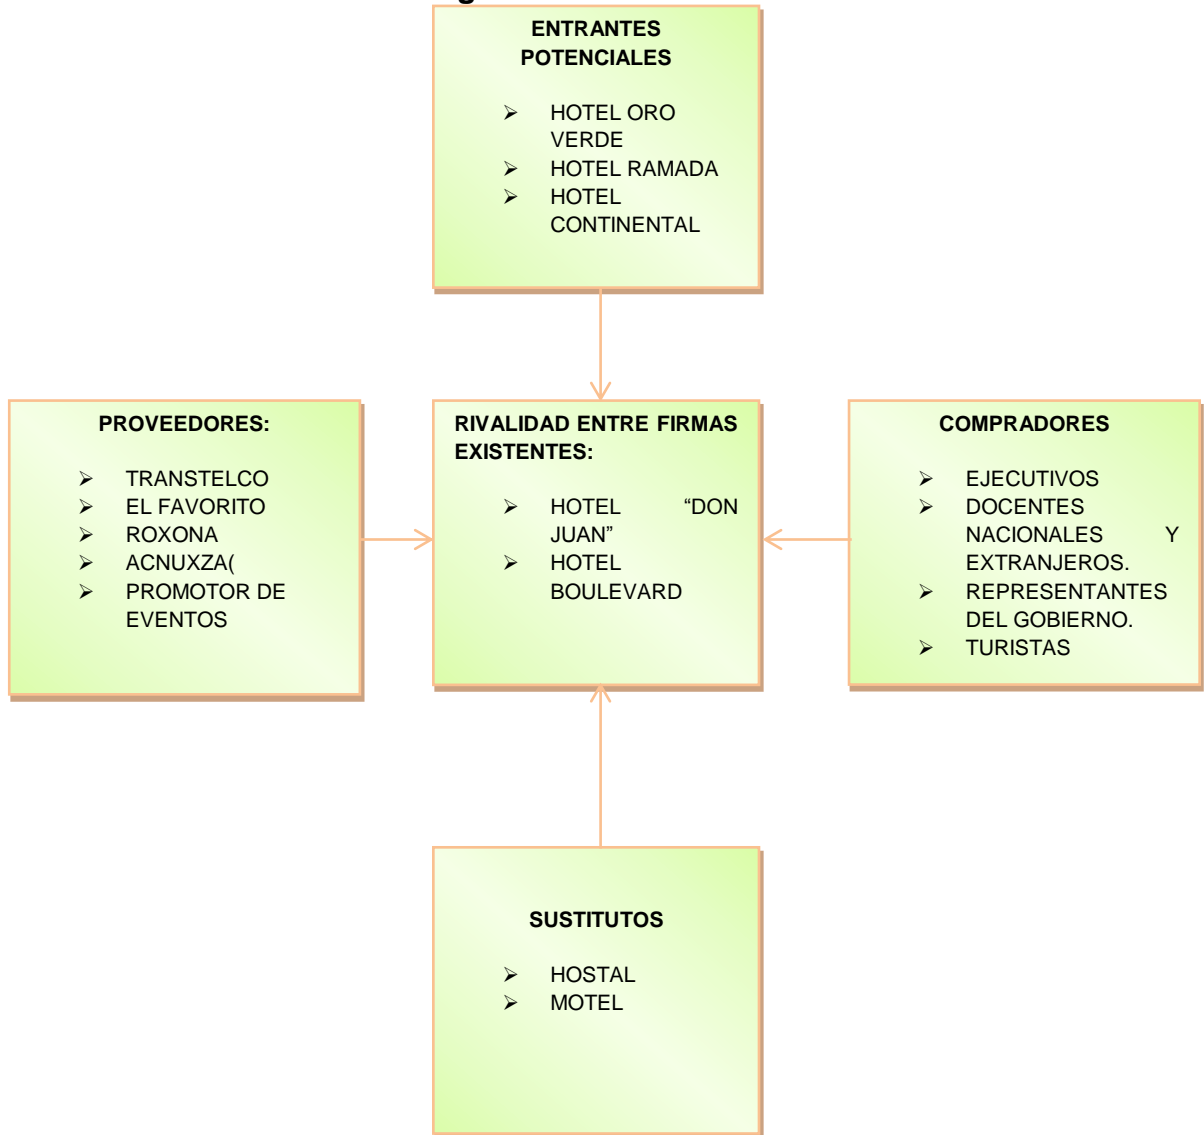 g
ENTRANTES
POTENCIALES
➢ HOTEL ORO
VERDE
➢ HOTEL RAMADA
➢ HOTEL
CONTINENTAL
PROVEEDORES:
➢ TRANSTELCO
➢ EL FAVORITO
➢ ROXONA
➢ ACNUXZA(
➢ PROMOTOR DE
EVENTOS
RIVALIDAD ENTRE FIRMAS
EXISTENTES:
➢ HOTEL “DON
JUAN”
➢ HOTEL
BOULEVARD
COMPRADORES
➢ EJECUTIVOS
➢ DOCENTES
NACIONALES Y
EXTRANJEROS.
➢ REPRESENTANTES
DEL GOBIERNO.
➢ TURISTAS
SUSTITUTOS
➢ HOSTAL
➢ MOTEL